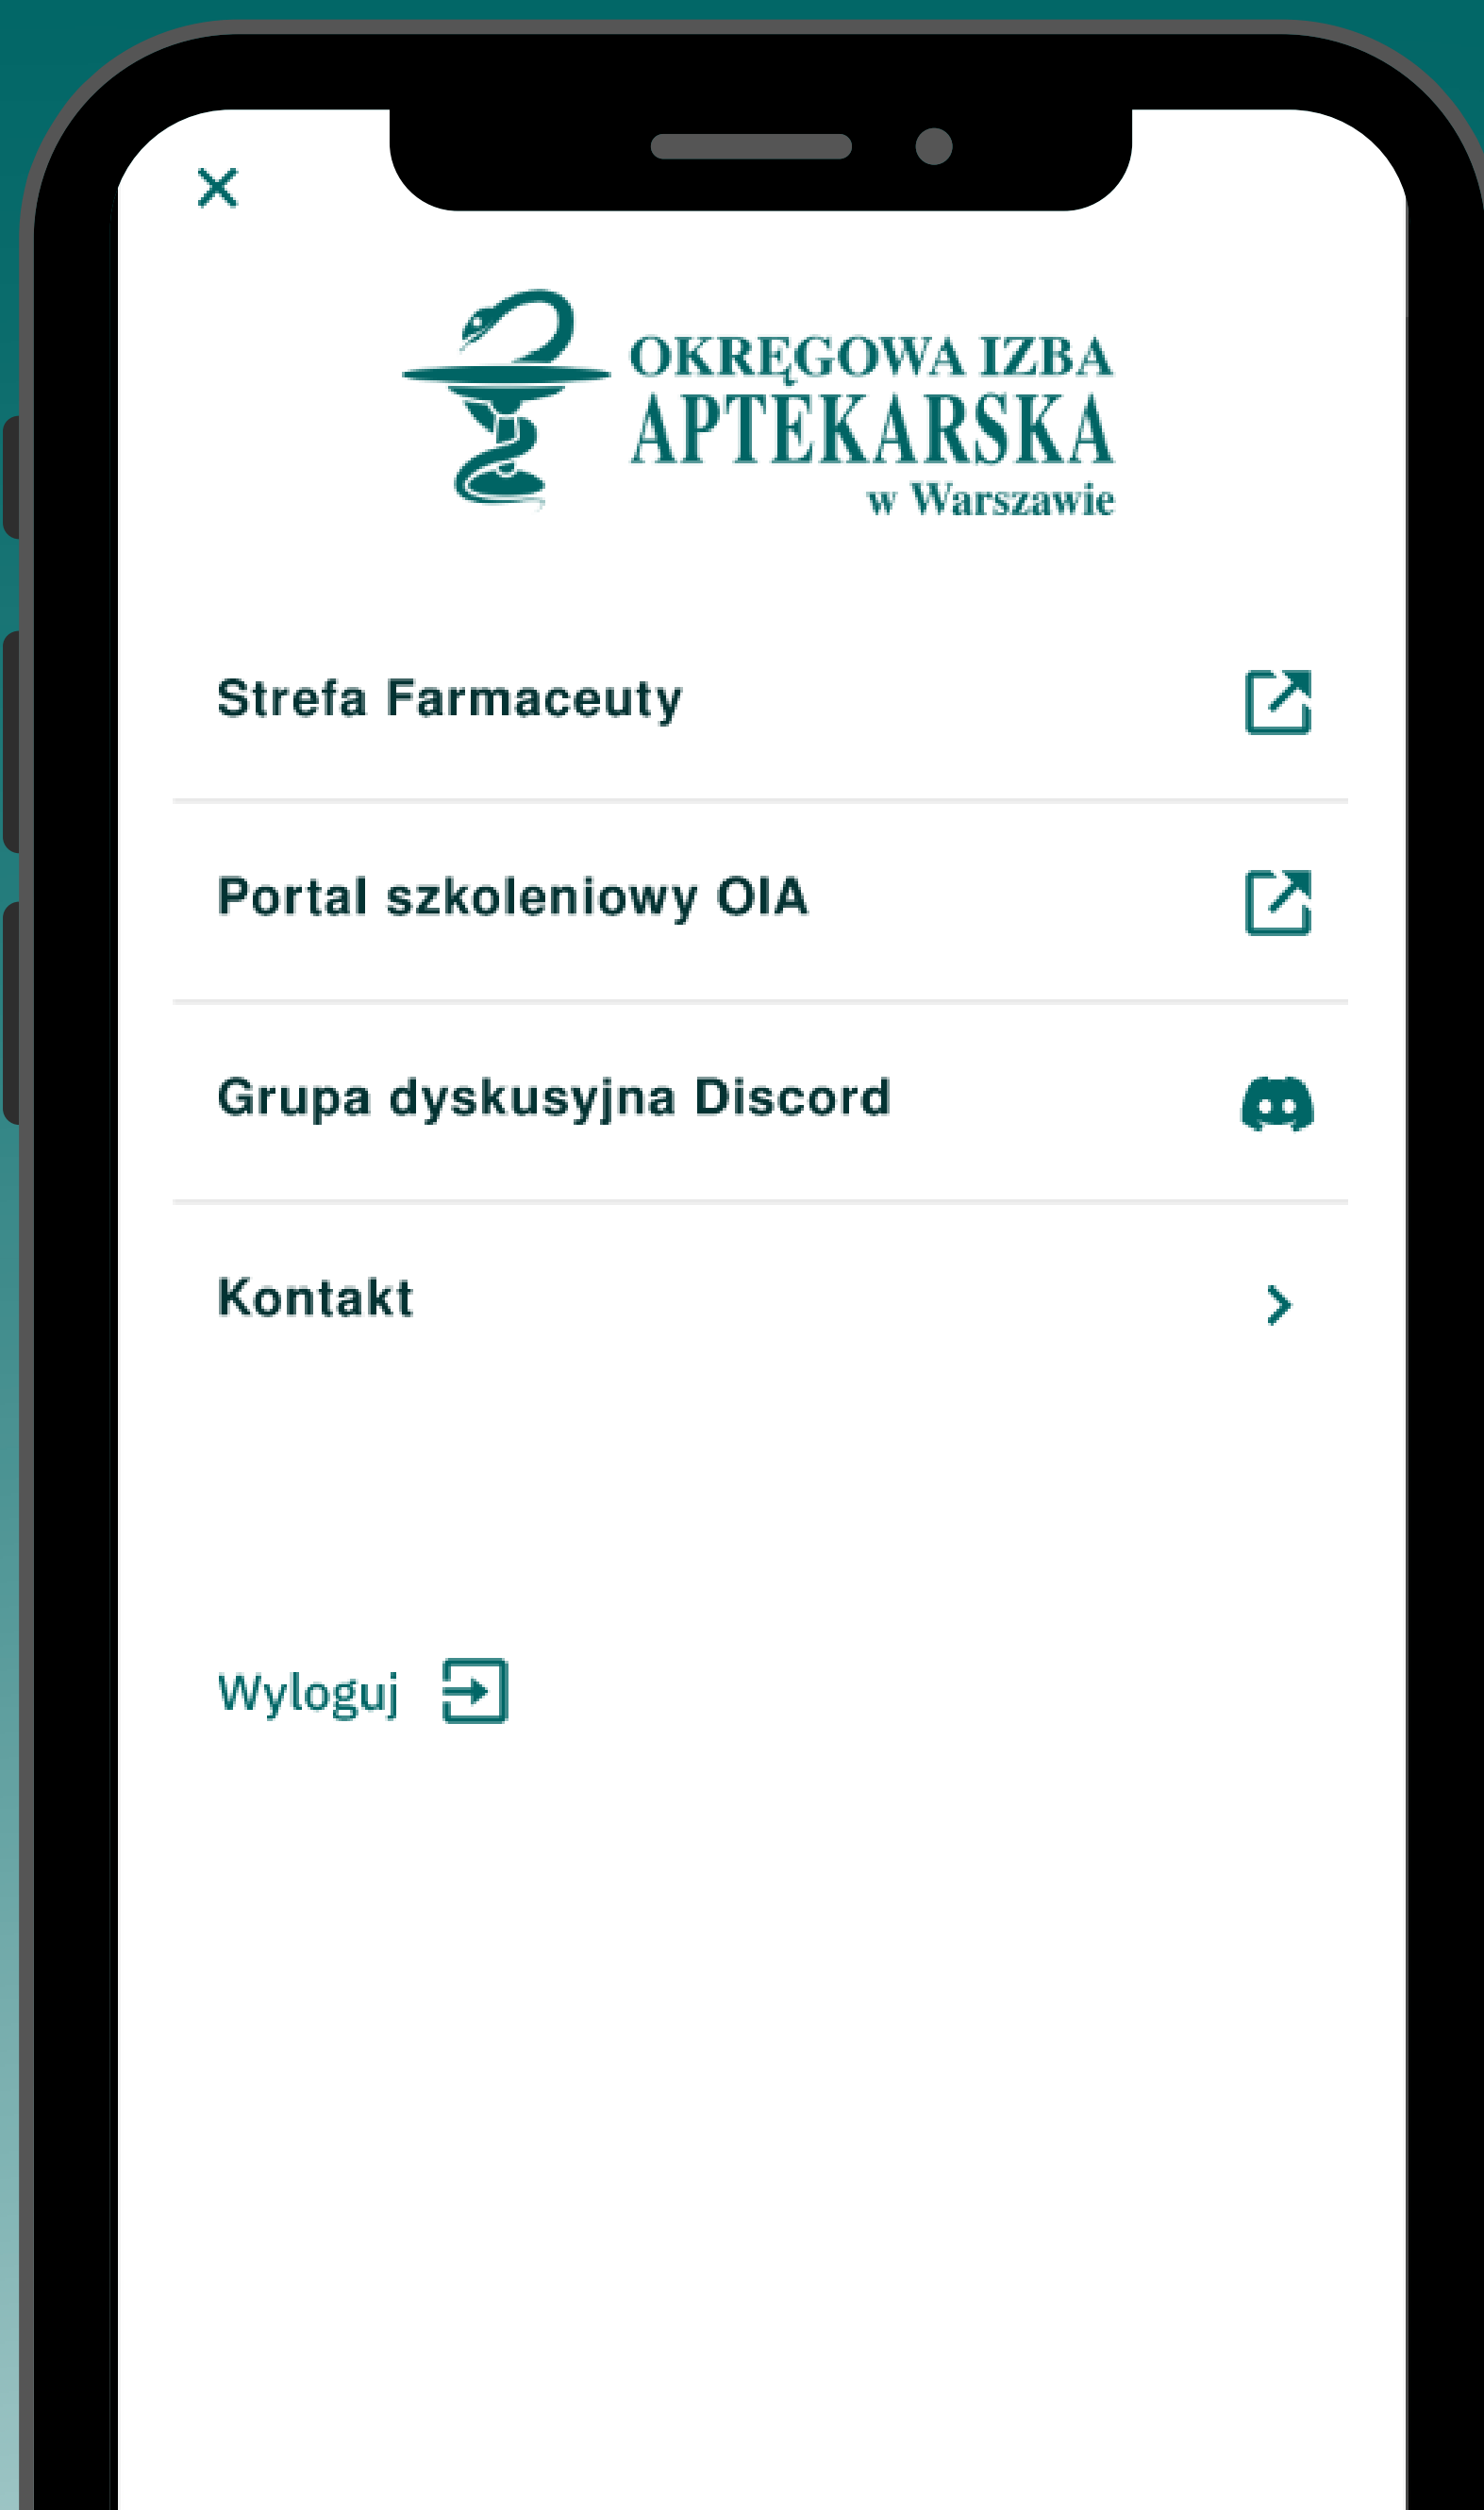 OKRĘGOWA IZBA
APTEKARSKA
w Warszawie
Strefa Farmaceuty
Portal szkoleniowy OIA
Grupa dyskusyjna Discord
Kontakt
Wyloguj